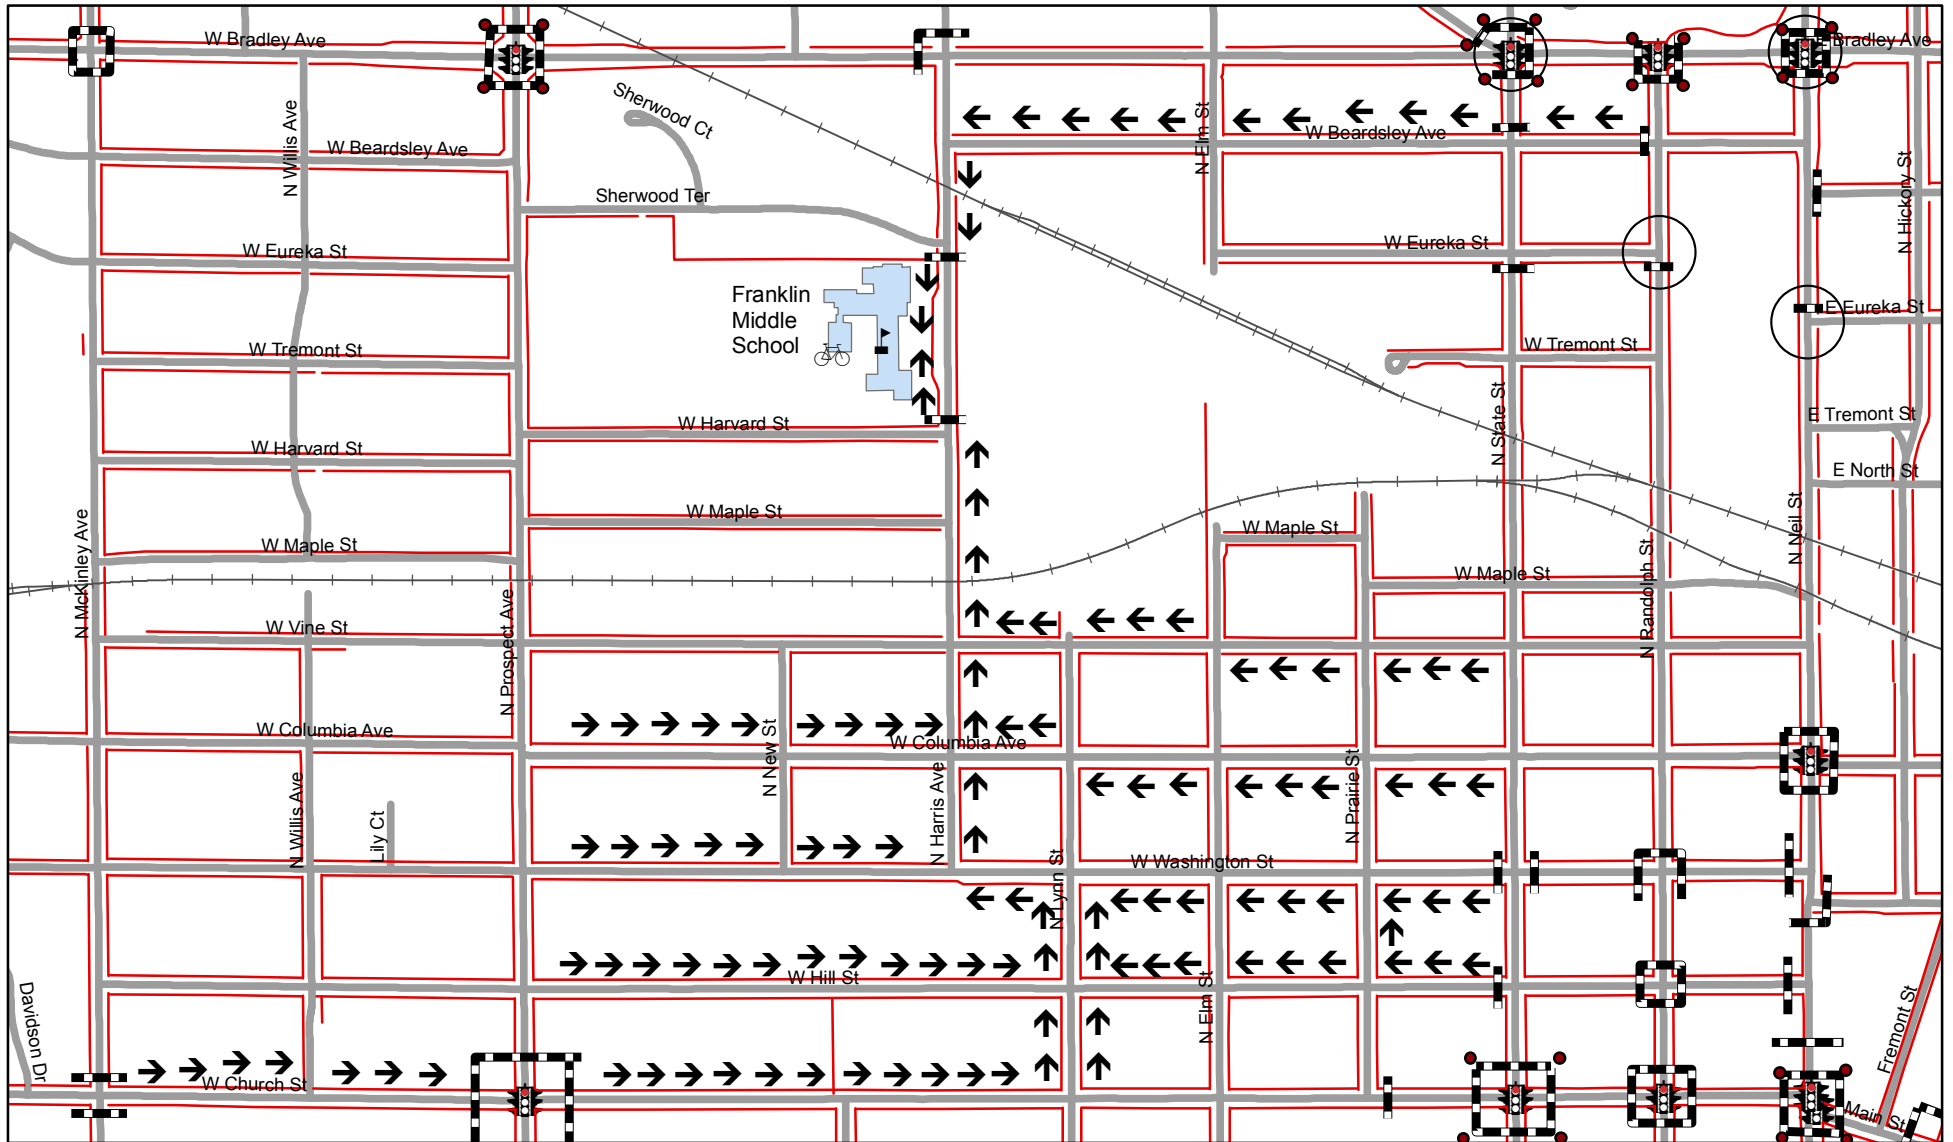 W Bradley Ave
Bradley Ave
Sherwood Ct
N Willis Ave
N Elm St
W Beardsley Ave
W Beardsley Ave
N Hickory St
Sherwood Ter
W Eureka St
W Eureka St
Franklin
Middle
School
E Eureka St
W Tremont St
W Tremont St
N State St
E Tremont St
W Harvard St
W Harvard St
E North St
N McKinley Ave
W Maple St
W Maple St
W Maple St
N Neil St
W Maple St
N Prospect Ave
N Randolph St
W Vine St
W Columbia Ave
N New St
W Columbia Ave
N Willis Ave
Lily Ct
N Harris Ave
N Prairie St
N Lynn St
W Washington St
W Hill St
N Elm St
Davidson Dr
Fremont St
W Church St
Main St